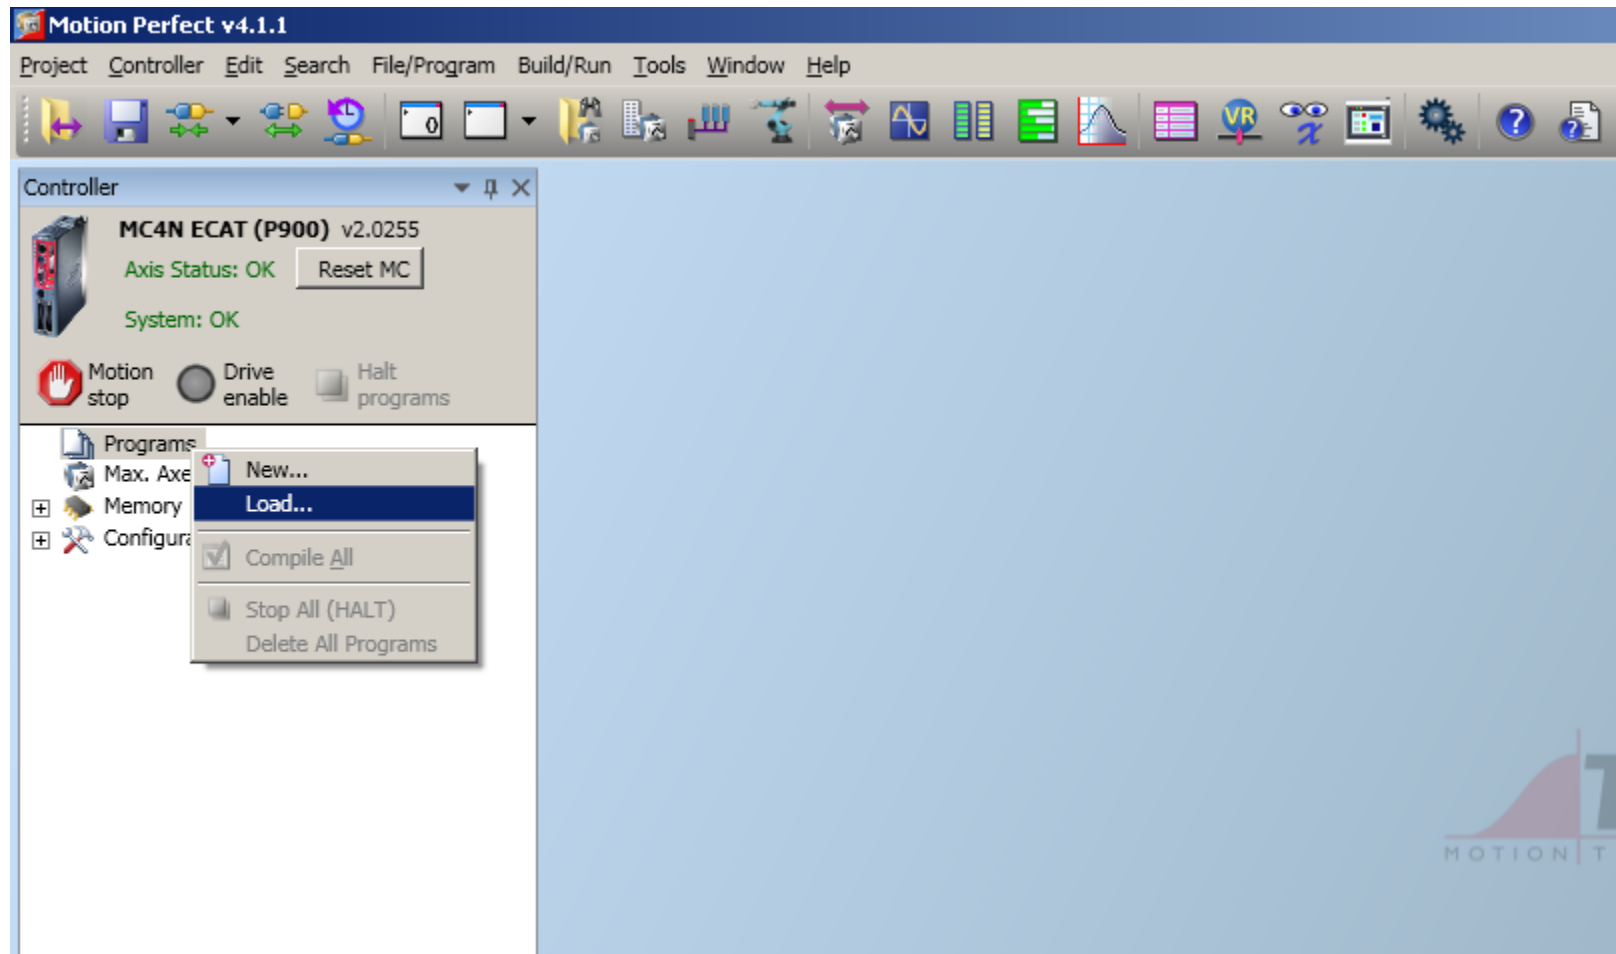 Motion Perfect v4.1.1
Project Controller Edit Search File/Program Build/Run Tools Window Help
0
VR
x
?
?
Controller
MC4N ECAT (P900) v2.0255
Axis Status: OK Reset MC
System: OK
Motion stop
Drive enable
Halt programs
Programs
Max. Axe
Memory
Configura
New...
Load...
Compile All
Stop All (HALT)
Delete All Programs
T
MOTION T